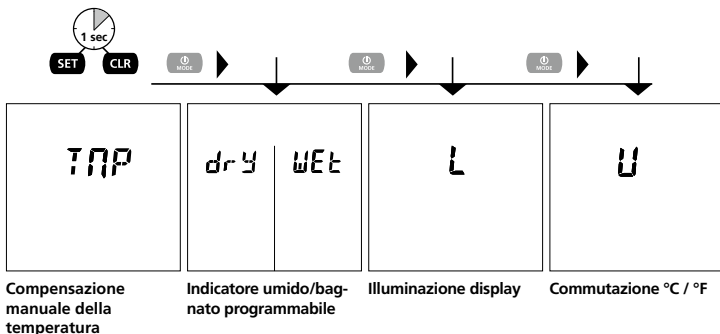 1 sec
SET CLR MODE MODE MODE
TMP dry WEt L U
Compensazione
manuale della
temperatura
Indicatore umido/bag-
nato programmabile
Illuminazione display
Commutazione °C / °F